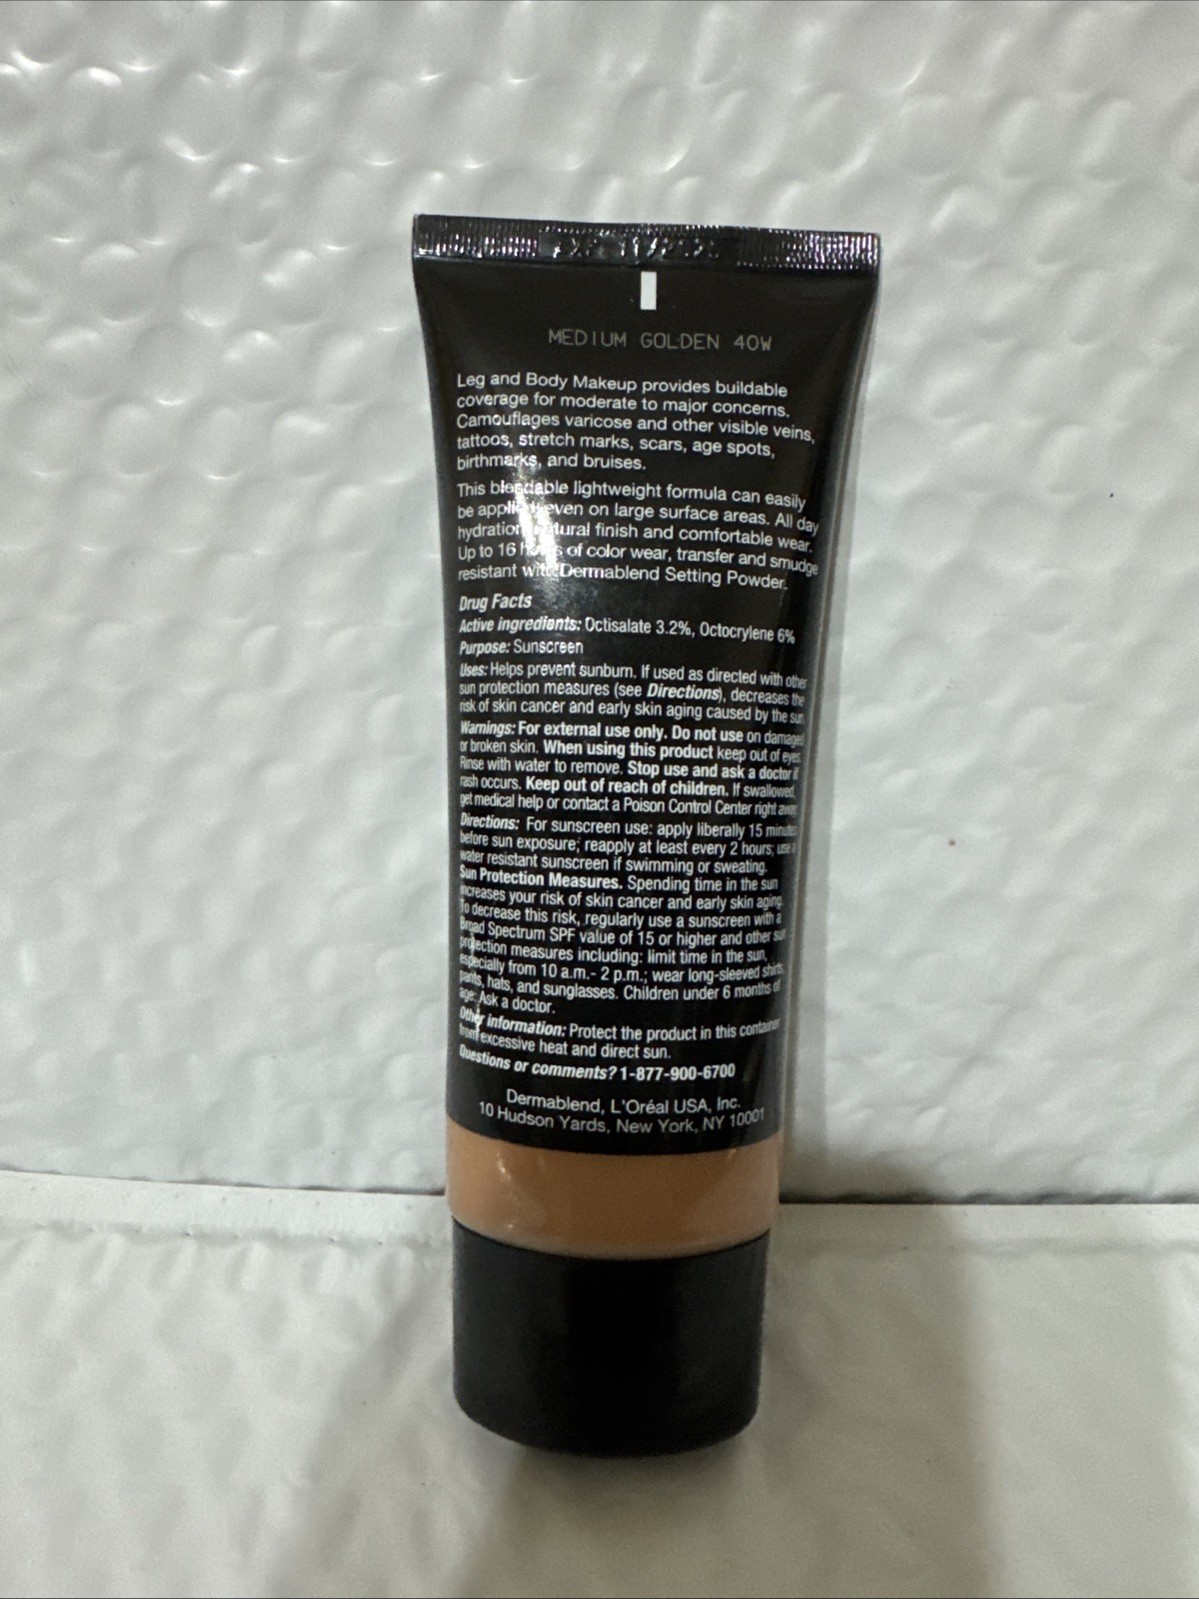 EXP
MEDIUM GOLDEN 40W
Leg and Body Makeup provides buildable
coverage for moderate to major concerns.
Camouflages varicose and other visible veins,
tattoos, stretch marks, scars, age spots,
birthmarks, and bruises.
This blendable lightweight formula can easily
be applied even on large surface areas. All day
hydration, natural finish and comfortable wear.
Up to 16 hours of color wear, transfer and smudge
resistant with Dermablend Setting Powder.
Drug Facts
Active ingredients: Octisalate 3.2%, Octocrylene 6%
Purpose: Sunscreen
Uses: Helps prevent sunburn. If used as directed with other
sun protection measures (see Directions), decreases the
risk of skin cancer and early skin aging caused by the sun
Warnings: For external use only. Do not use on damaged
or broken skin. When using this product keep out of eyes.
Rinse with water to remove. Stop use and ask a doctor if
rash occurs. Keep out of reach of children. If swallowed,
get medical help or contact a Poison Control Center right away.
Directions: For sunscreen use: apply liberally 15 minutes
before sun exposure; reapply at least every 2 hours; use a
water resistant sunscreen if swimming or sweating.
Sun Protection Measures. Spending time in the sun
increases your risk of skin cancer and early skin aging.
To decrease this risk, regularly use a sunscreen with a
Broad Spectrum SPF value of 15 or higher and other sun
protection measures including: limit time in the sun,
especially from 10 a.m.- 2 p.m.; wear long-sleeved shirts,
pants, hats, and sunglasses. Children under 6 months of
age: Ask a doctor.
Other information: Protect the product in this container
from excessive heat and direct sun.
Questions or comments? 1-877-900-6700
Dermablend, L'Oréal USA, Inc.
10 Hudson Yards, New York, NY 10001